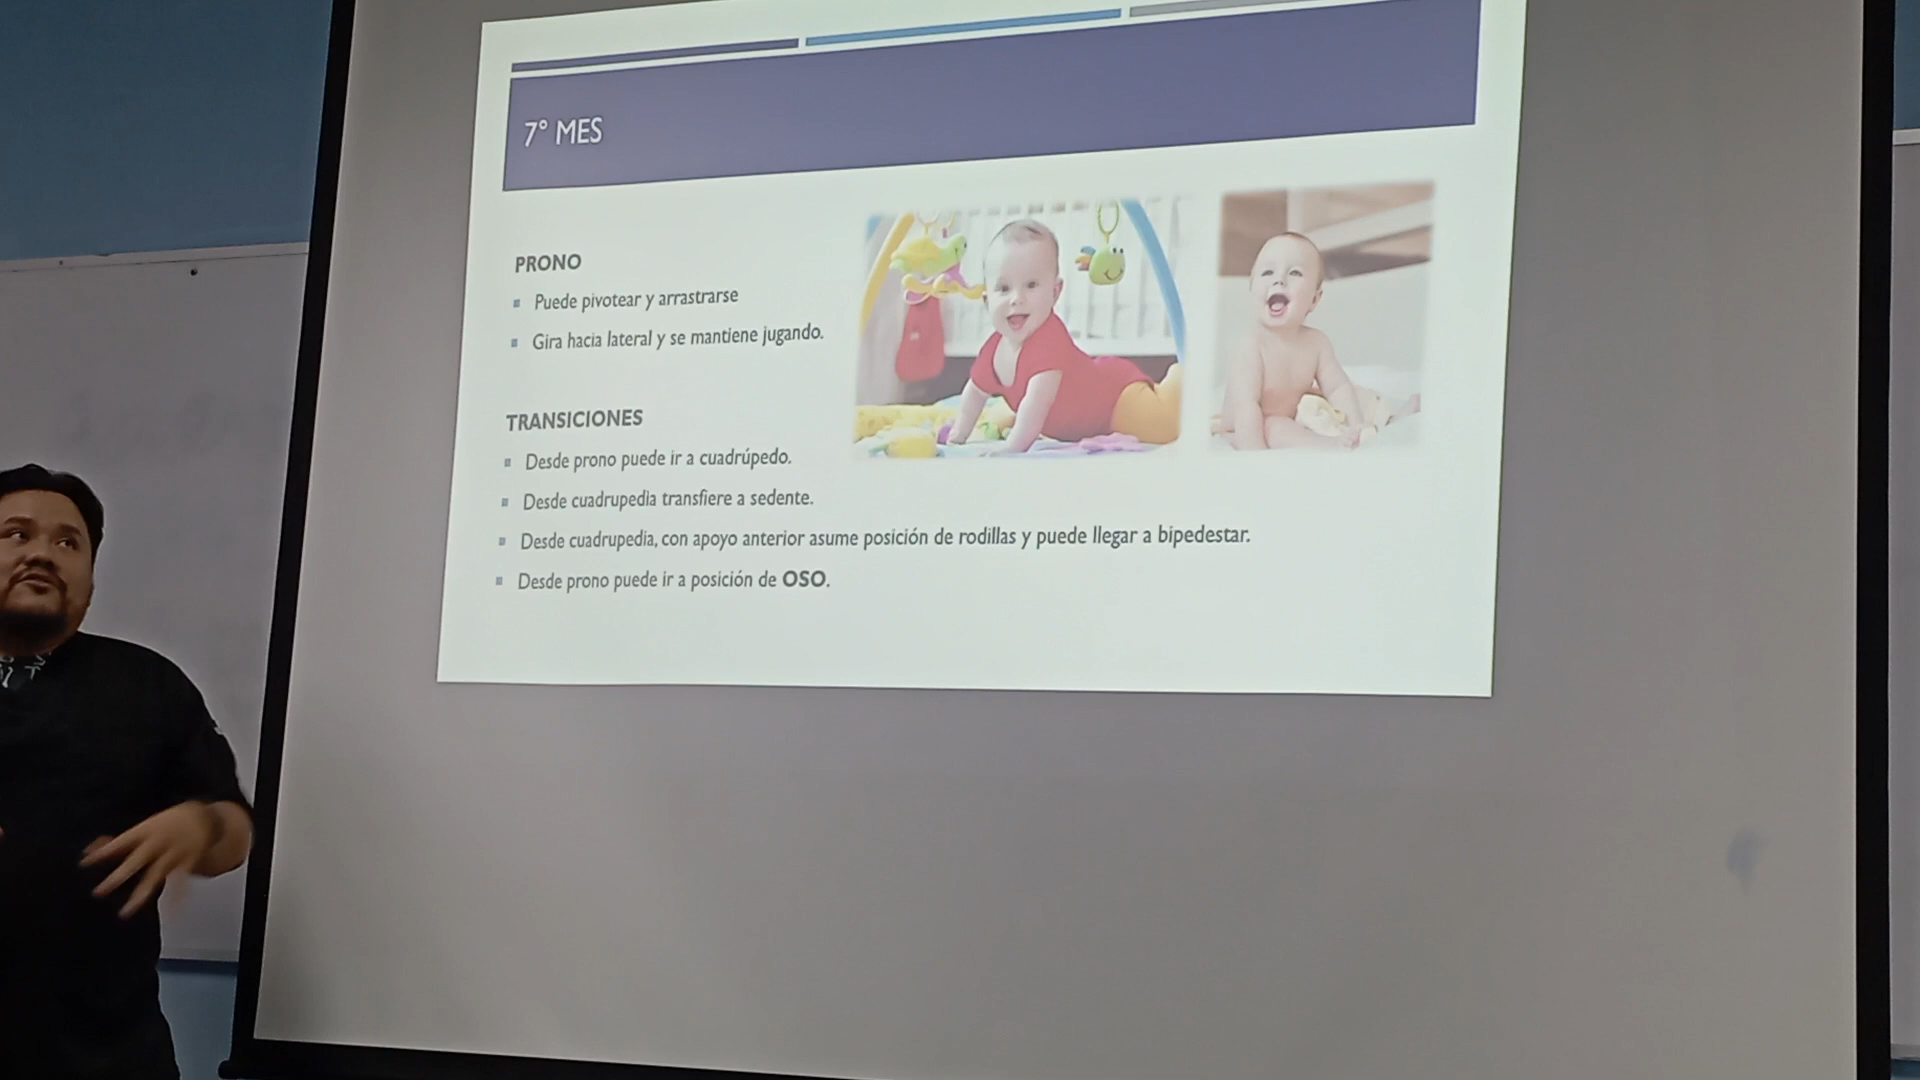 7° MES
PRONO
Puede pivotear y arrastrarse
Gira hacia lateral y se mantiene jugando.
TRANSICIONES
Desde prono puede ir a cuadrúpedo.
Desde cuadrupedia transfiere a sedente.
Desde cuadrupedia, con apoyo anterior asume posición de rodillas y puede llegar a bipedestar.
Desde prono puede ir a posición de OSO.